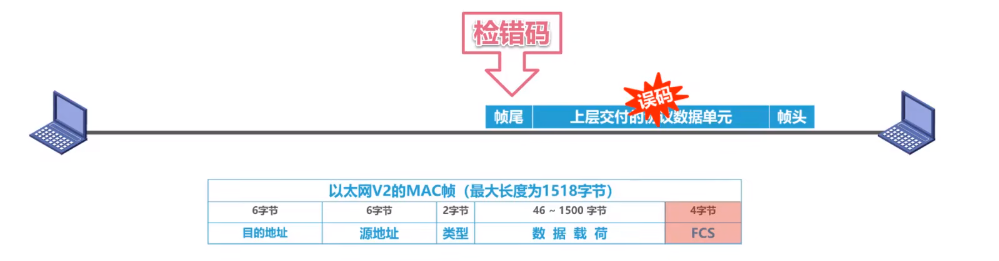 检错码
误码
帧尾 上层交付的协议数据单元 帧头
以太网V2的MAC帧（最大长度为1518字节）
6字节 6字节 2字节 46 ~ 1500 字节 4字节
目的地址 源地址 类型 数 据 载 荷 FCS